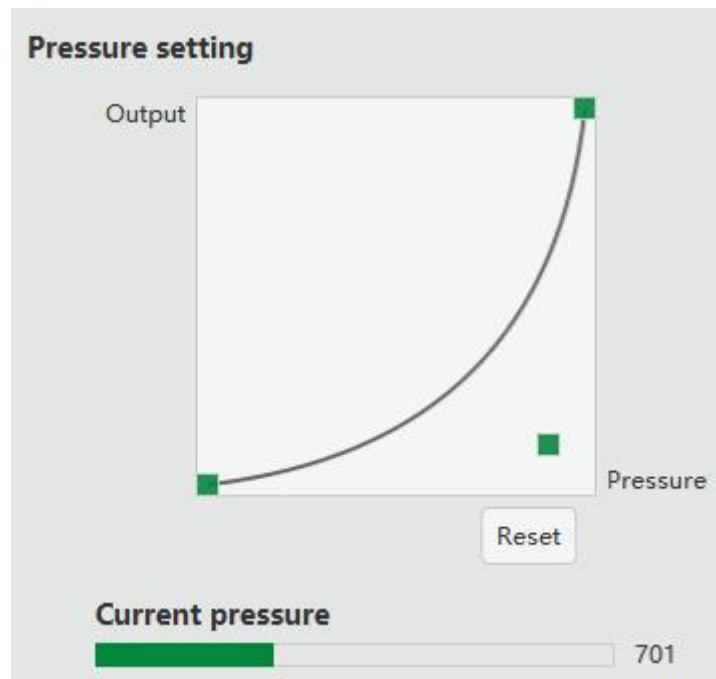 Pressure setting
Output
Pressure
Reset
Current pressure
701